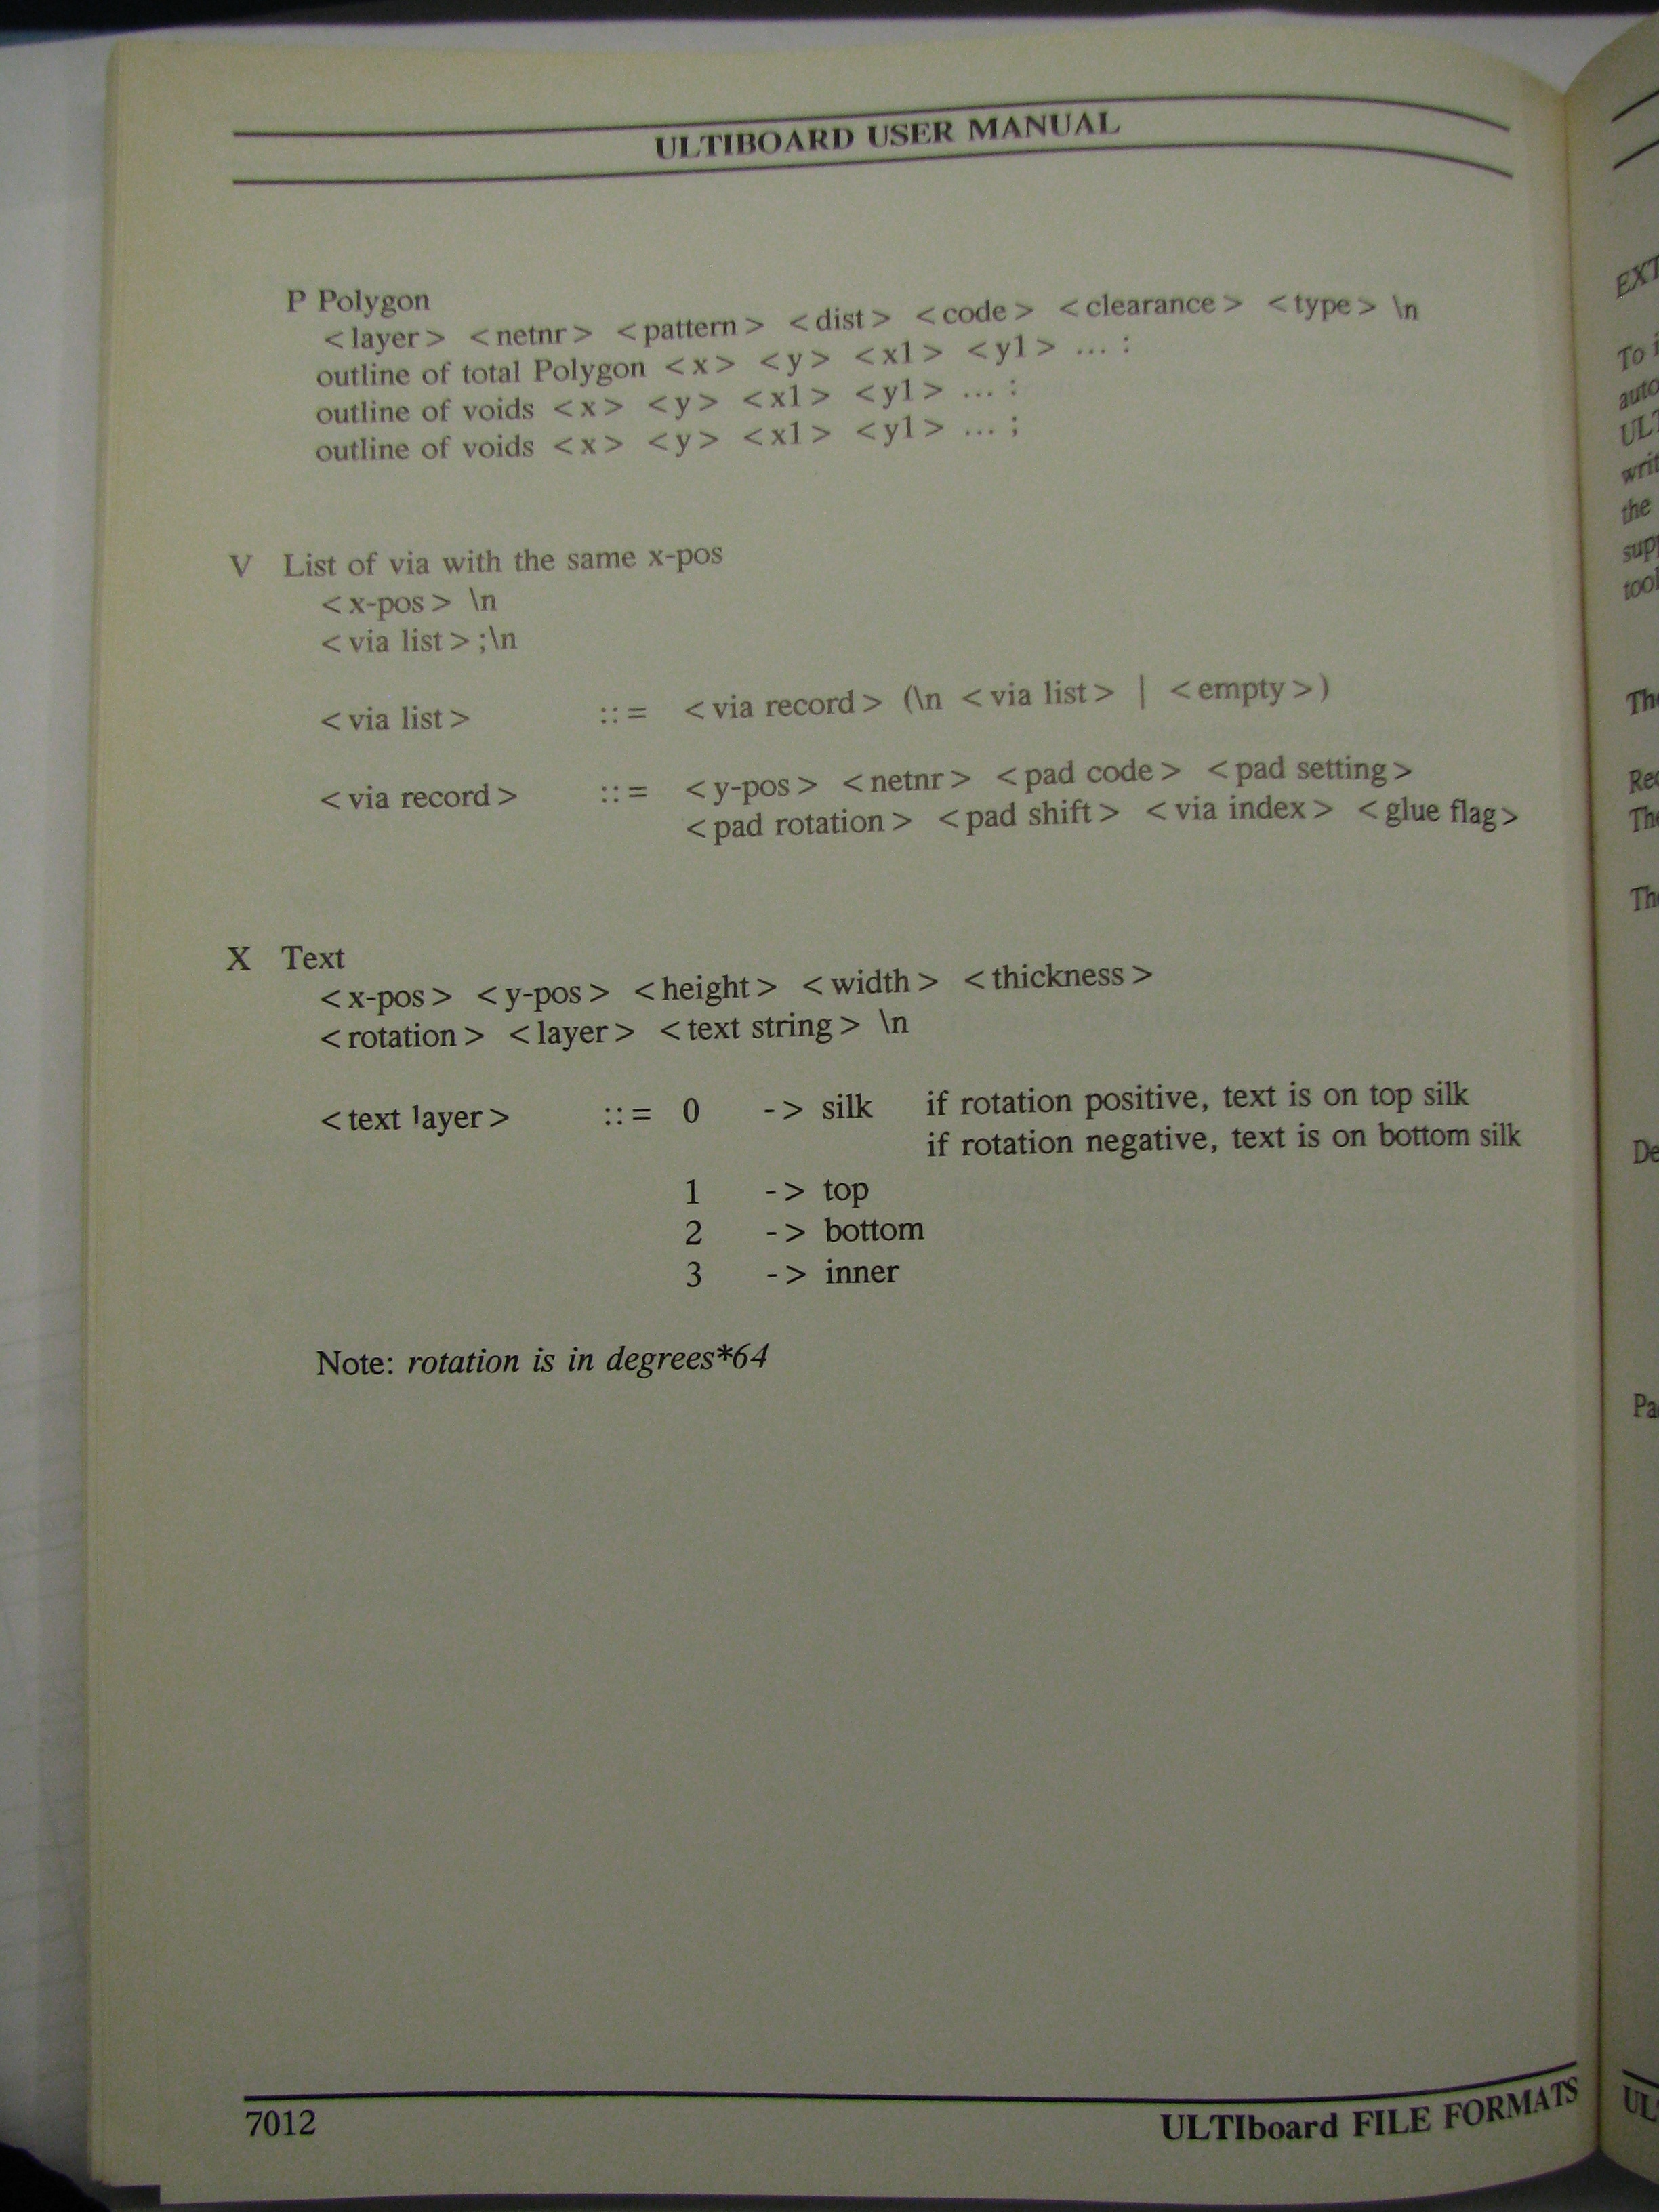 ULTIBOARD USER MANUAL
P Polygon
<layer> <netnr> <pattern> <dist> <code> <clearance> <type> \n
outline of total Polygon <x> <y> <x1> <y1> ... :
outline of voids <x> <y> <x1> <y1> ... :
outline of voids <x> <y> <x1> <y1> ... ;
V List of via with the same x-pos
<x-pos> \n
<via list>;\n
<via list> ::= <via record> (\n <via list> | <empty>)
<via record> ::= <y-pos> <netnr> <pad code> <pad setting>
<pad rotation> <pad shift> <via index> <glue flag>
X Text
<x-pos> <y-pos> <height> <width> <thickness>
<rotation> <layer> <text string> \n
<text layer> ::= 0 -> silk if rotation positive, text is on top silk
if rotation negative, text is on bottom silk
1 -> top
2 -> bottom
3 -> inner
Note: rotation is in degrees*64
7012 ULTIboard FILE FORMATS
To
the